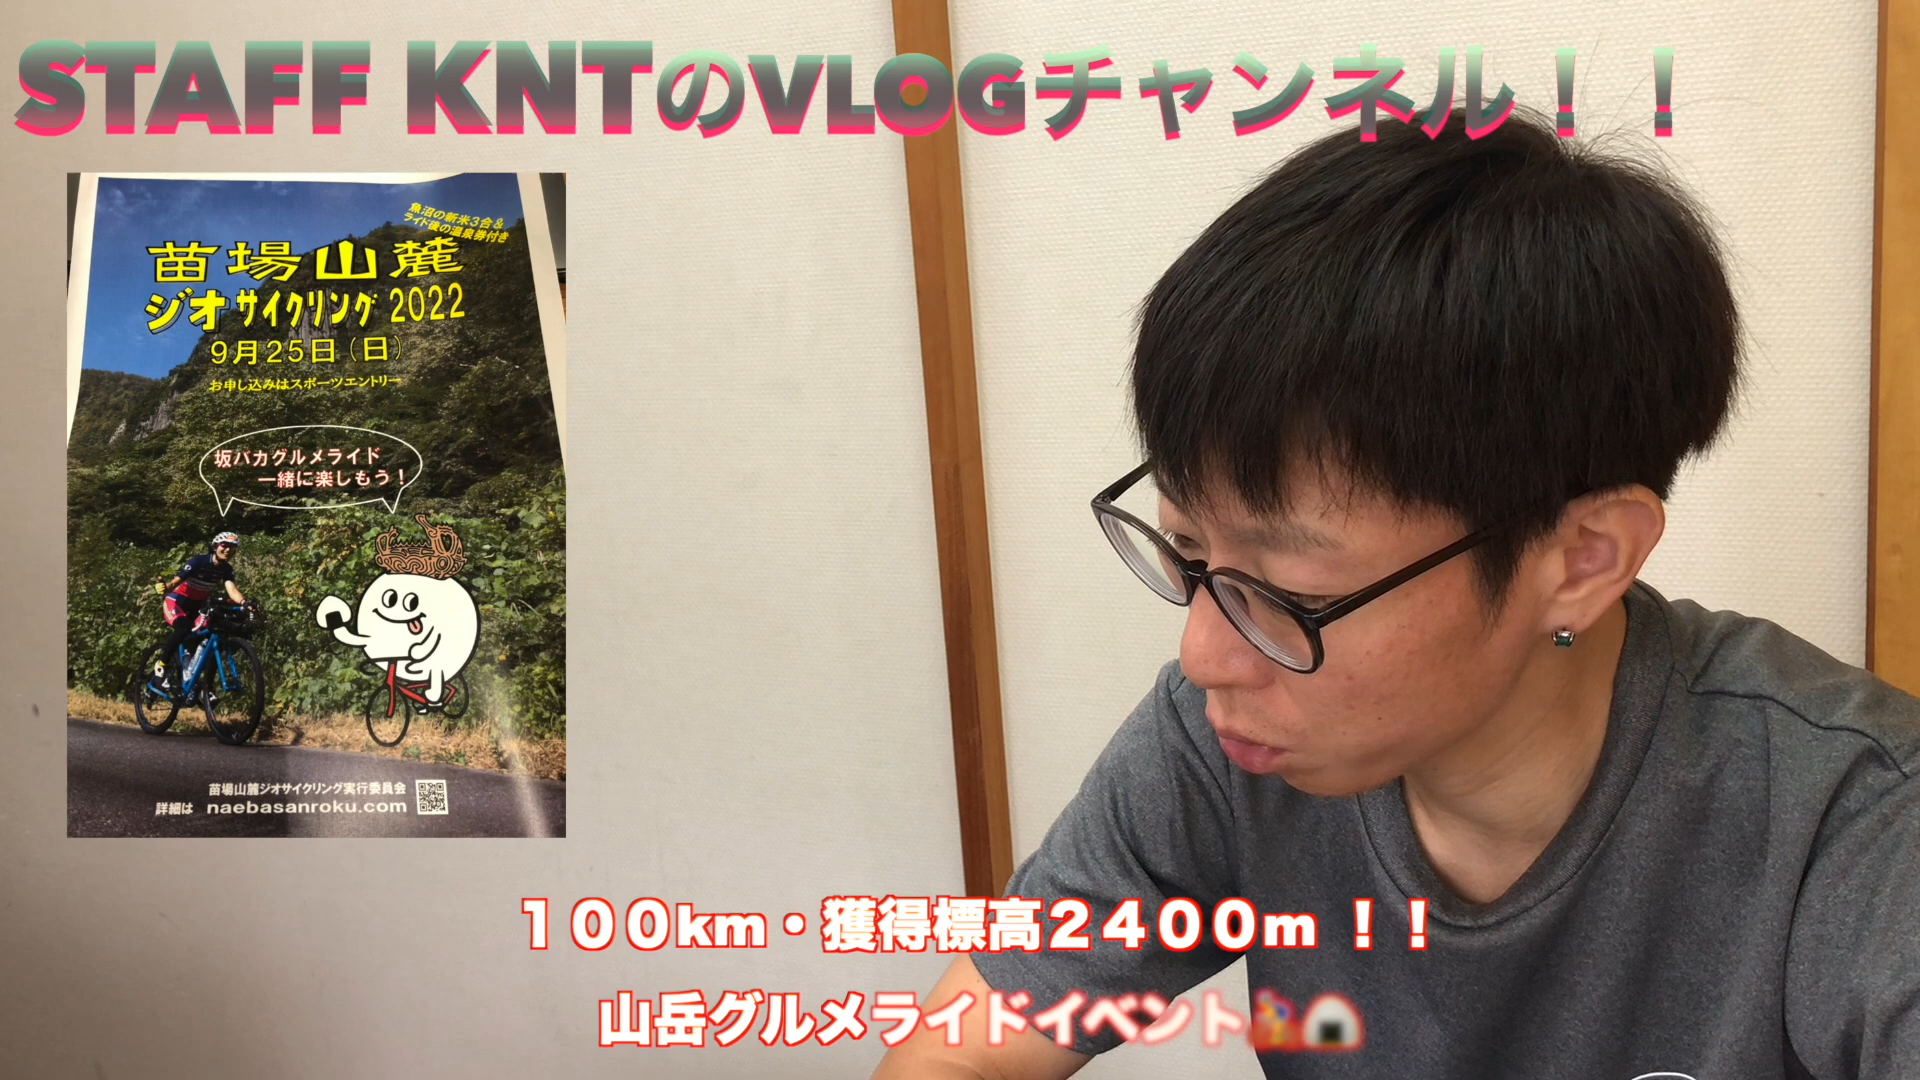 STAFF KNTのVLOGチャンネル！！
魚沼の新米3合&
ライド後の温泉券付き
苗場山麓
ジオサイクリング 2022
9月25日(日)
お申し込みはスポーツエントリー
坂バカグルメライド
一緒に楽しもう!
苗場山麓ジオサイクリング実行委員会
詳細は naebasanroku.com
１００km・獲得標高２４００m ！！
山岳グルメライドイベント🚵🍙